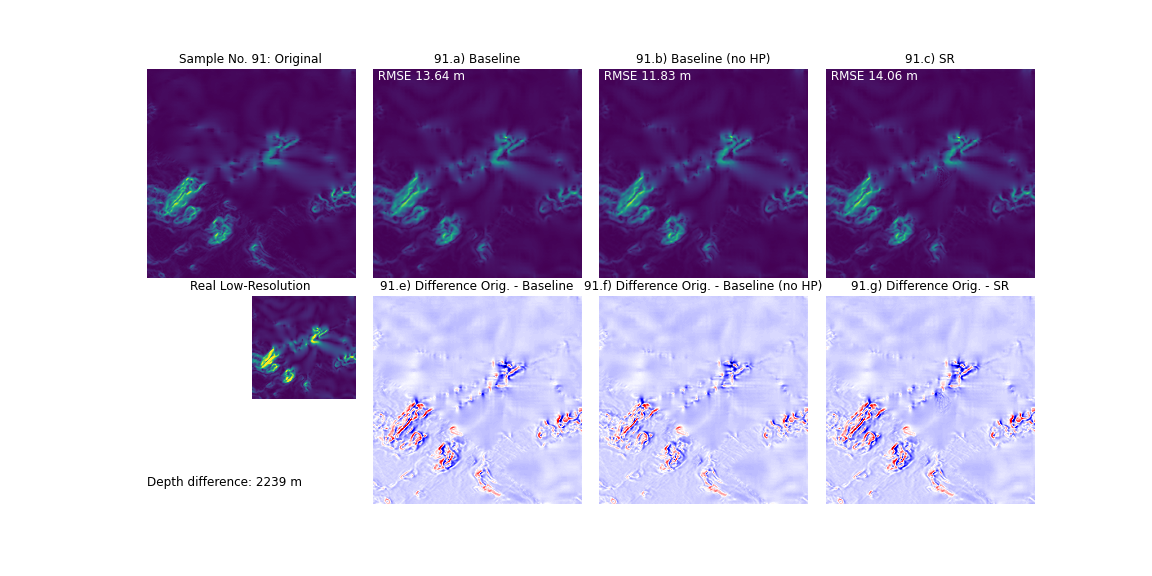 Sample No. 91: Original
91.a) Baseline
91.b) Baseline (no HP)
91.c) SR
RMSE 13.64 m
RMSE 11.83 m
RMSE 14.06 m
Real Low-Resolution
91.e) Difference Orig. - Baseline
91.f) Difference Orig. - Baseline (no HP)
91.g) Difference Orig. - SR
Depth difference: 2239 m